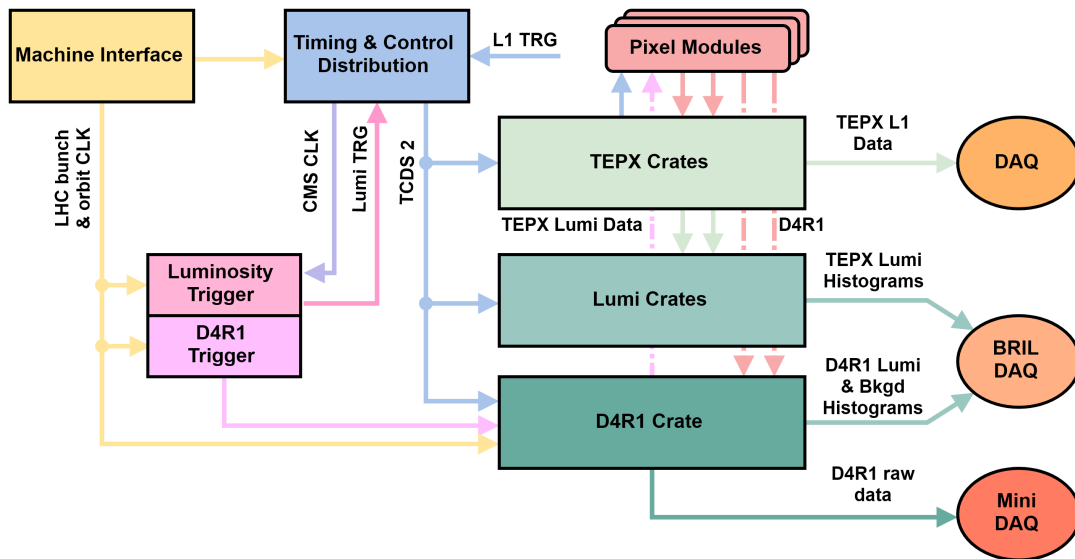 Machine Interface
Timing & Control
Distribution
L1 TRG
Pixel Modules
LHC bunch
& orbit CLK
CMS CLK
Lumi TRG
TCDS 2
TEPX Crates
TEPX L1
Data
DAQ
TEPX Lumi Data
D4R1
Luminosity
Trigger
D4R1
Trigger
Lumi Crates
TEPX Lumi
Histograms
BRIL
DAQ
D4R1 Lumi
& Bkgd
Histograms
D4R1 Crate
D4R1 raw
data
Mini
DAQ